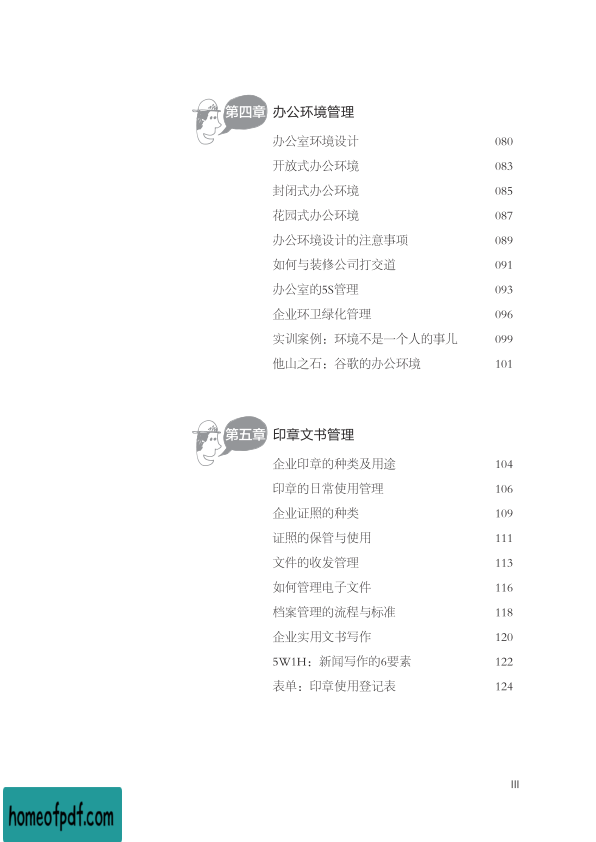 第四章 办公环境管理
办公室环境设计 080
开放式办公环境 083
封闭式办公环境 085
花园式办公环境 087
办公环境设计的注意事项 089
如何与装修公司打交道 091
办公室的5S管理 093
企业环卫绿化管理 096
实训案例：环境不是一个人的事儿 099
他山之石：谷歌的办公环境 101
第五章 印章文书管理
企业印章的种类及用途 104
印章的日常使用管理 106
企业证照的种类 109
证照的保管与使用 111
文件的收发管理 113
如何管理电子文件 116
档案管理的流程与标准 118
企业实用文书写作 120
5W1H：新闻写作的6要素 122
表单：印章使用登记表 124
III
homeofpdf.com